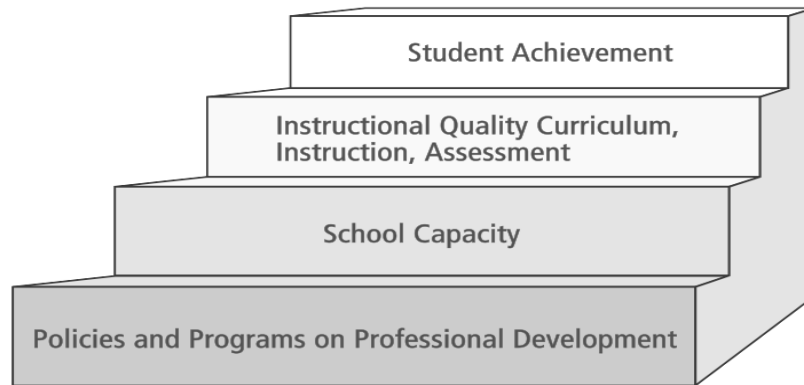 Student Achievement
Instructional Quality Curriculum,
Instruction, Assessment
School Capacity
Policies and Programs on Professional Development